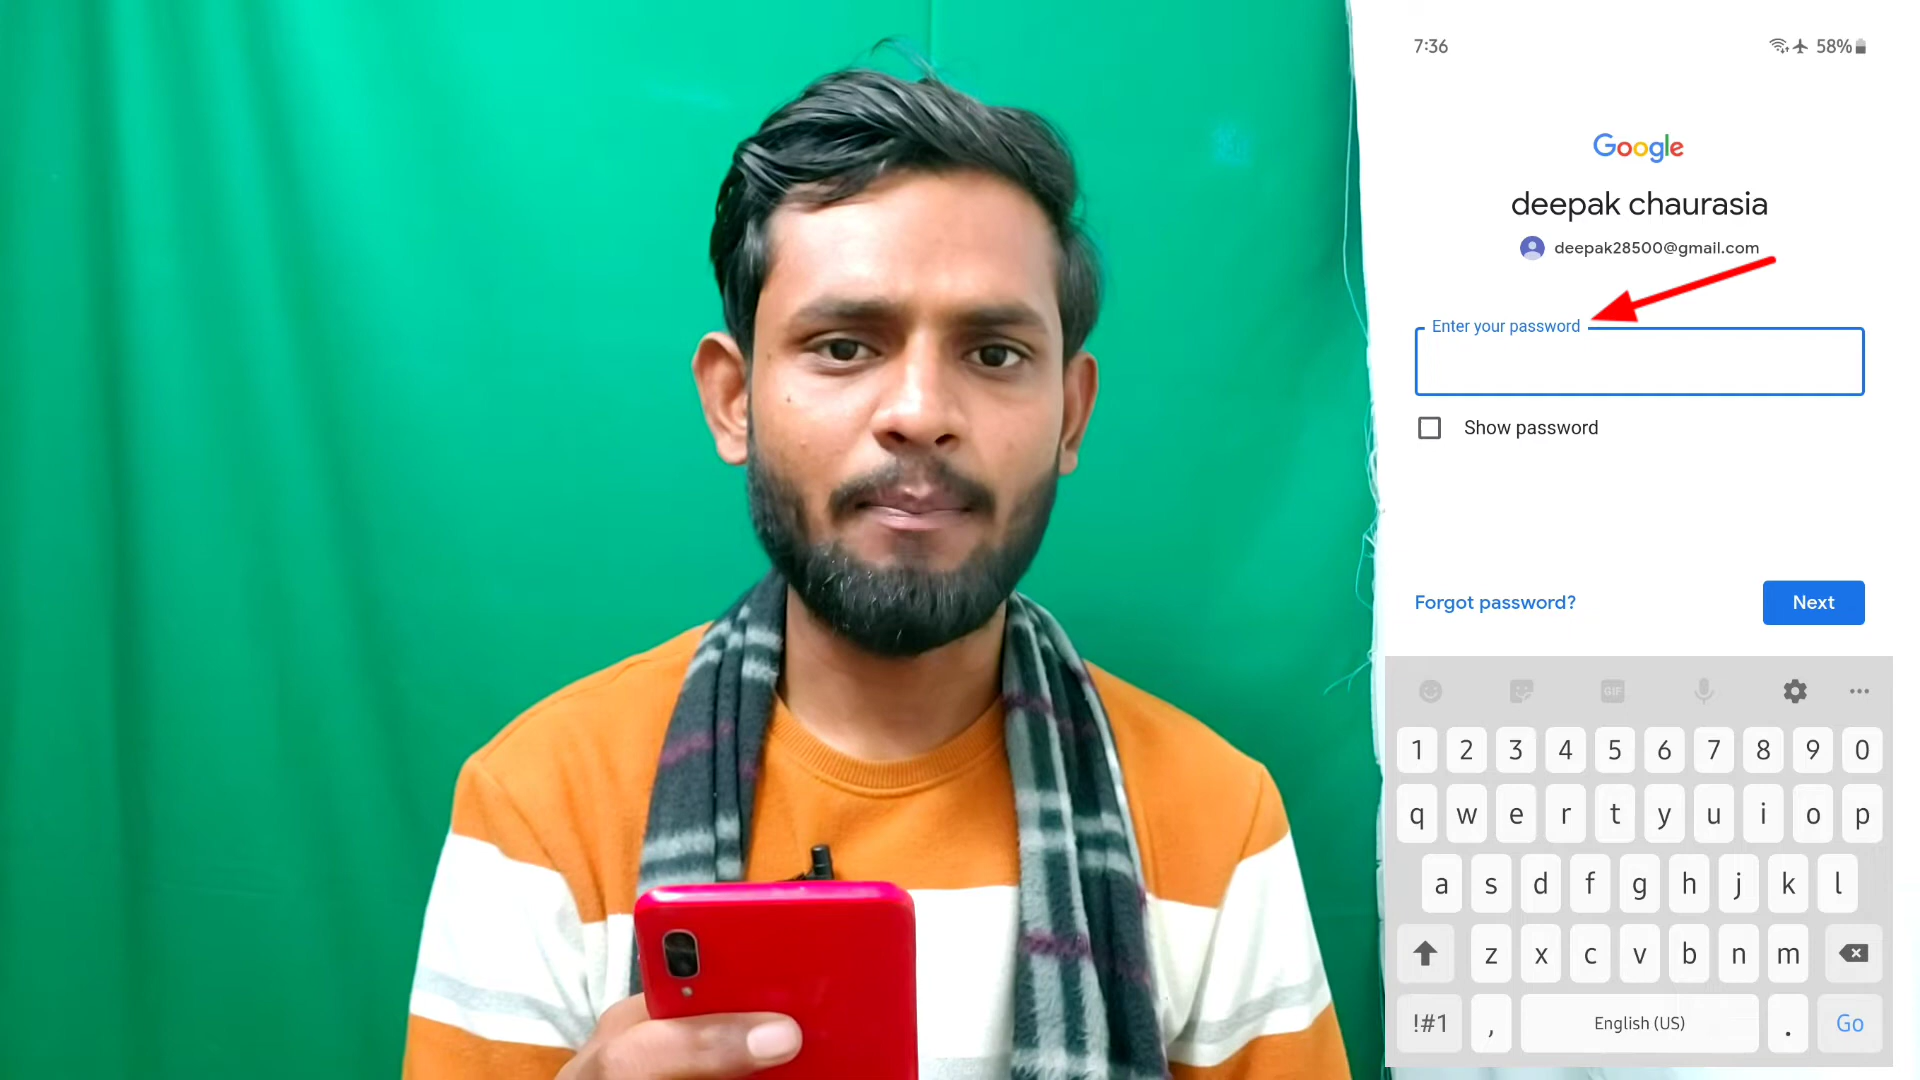 7:36
58%
Google
deepak chaurasia
deepak28500@gmail.com
Enter your password
Show password
Forgot password?
Next
GIF
1 2 3 4 5 6 7 8 9 0
q w e r t y u i o p
a s d f g h j k l
z x c v b n m
!#1 , English (US) . Go